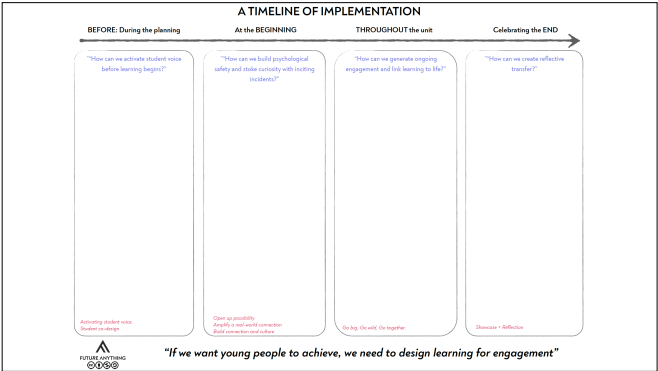 A TIMELINE OF IMPLEMENTATION
BEFORE: During the planning
At the BEGINNING
THROUGHOUT the unit
Celebrating the END
"How can we activate student voice
before learning begins?"
"How can we build psychological
safety and stoke curiosity with inciting
incidents?"
"How can we generate ongoing
engagement and link learning to life?"
"How can we create reflective
transfer?"
Activating student voice
Student co-design
Open up possibility
Amplify a real-world connection
Build connection and culture
Go big, Go wild, Go together
Showcase + Reflection
FUTURE ANYTHING
"If we want young people to achieve, we need to design learning for engagement"